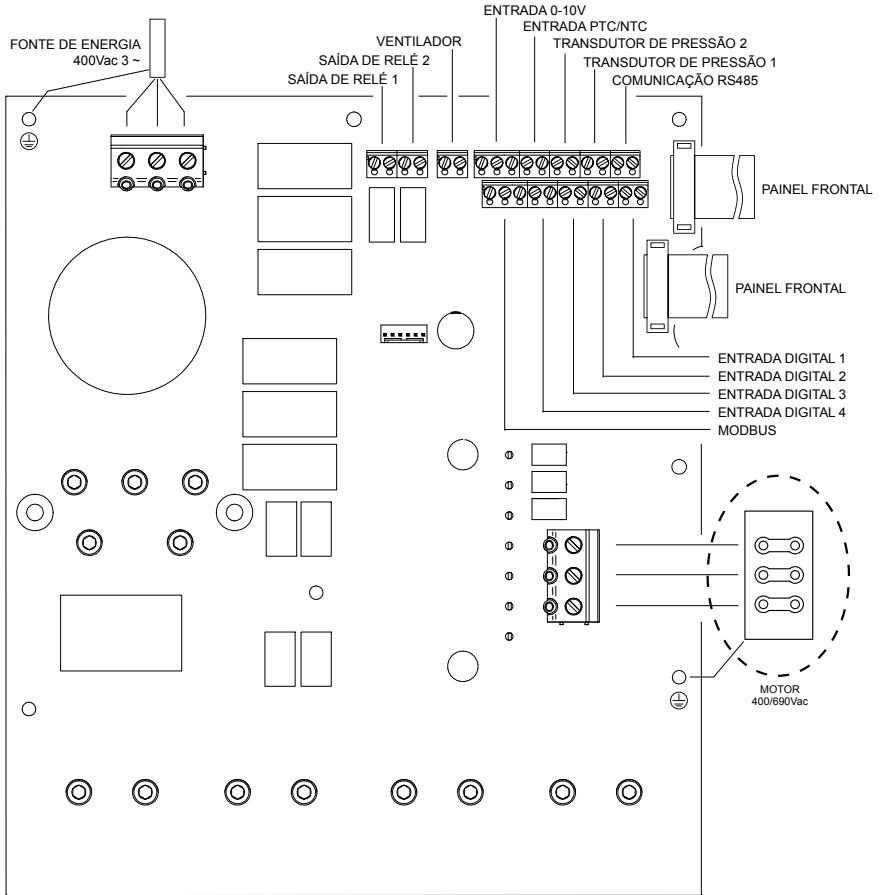 ENTRADA 0-10V
ENTRADA PTC/NTC
FONTE DE ENERGIA
400Vac 3 ~
VENTILADOR
TRANSDUTOR DE PRESSÃO 2
SAÍDA DE RELÉ 2
TRANSDUTOR DE PRESSÃO 1
SAÍDA DE RELÉ 1
COMUNICAÇÃO RS485
PAINEL FRONTAL
PAINEL FRONTAL
ENTRADA DIGITAL 1
ENTRADA DIGITAL 2
ENTRADA DIGITAL 3
ENTRADA DIGITAL 4
MODBUS
MOTOR
400/690Vac